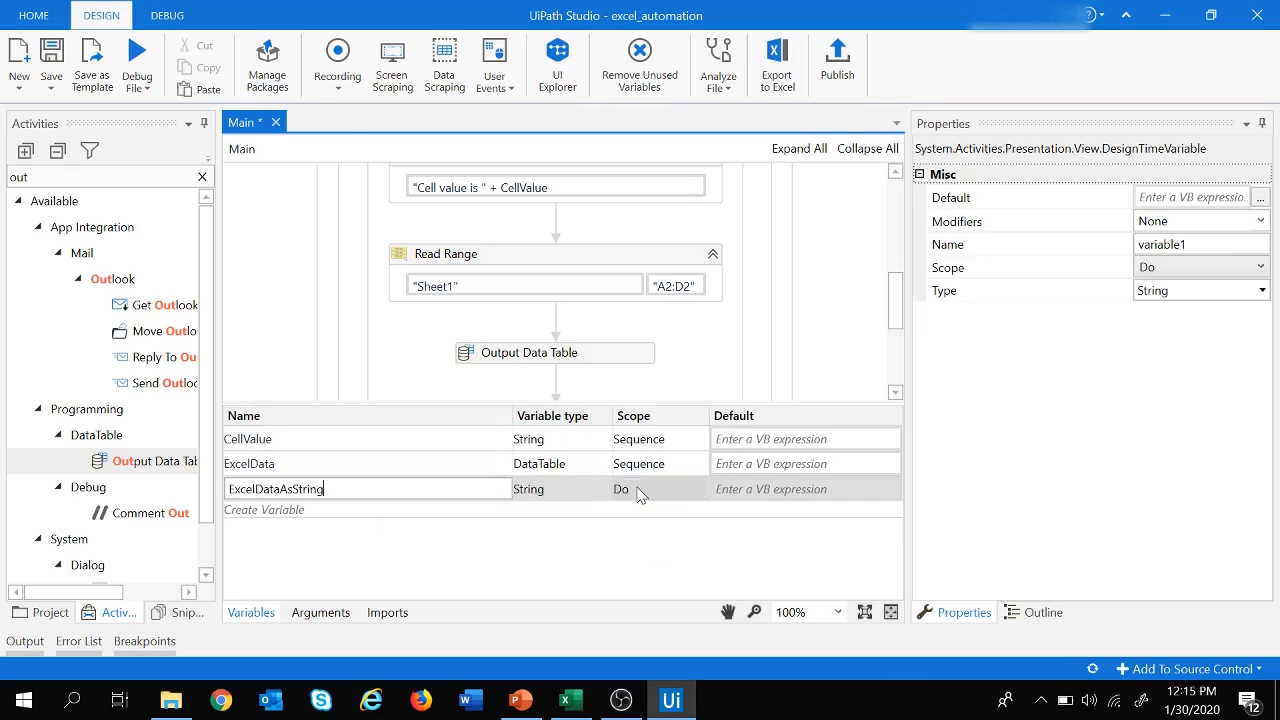 HOME
DESIGN
DEBUG
UiPath Studio - excel_automation
New
Save
Save as Template
Debug File
Cut
Copy
Paste
Manage Packages
Recording
Screen Scraping
Data Scraping
User Events
UI Explorer
Remove Unused Variables
Analyze File
Export to Excel
Publish
Activities
out
Available
App Integration
Mail
Outlook
Get Outlook
Move Outlo
Reply To Ou
Send Outloo
Programming
DataTable
Output Data Tab
Debug
Comment Out
System
Dialog
Project
Activ...
Snip...
Main *
Main
Expand All
Collapse All
"Cell value is " + CellValue
Read Range
"Sheet1"
"A2:D2"
Output Data Table
Name Variable type Scope Default
CellValue String Sequence Enter a VB expression
ExcelData DataTable Sequence Enter a VB expression
ExcelDataAsString String Do Enter a VB expression
Create Variable
Variables
Arguments
Imports
100%
Properties
System.Activities.Presentation.View.DesignTimeVariable
Misc
Default Enter a VB expressio ...
Modifiers None
Name variable1
Scope Do
Type String
Properties
Outline
Output
Error List
Breakpoints
Add To Source Control
12:15 PM
1/30/2020
12